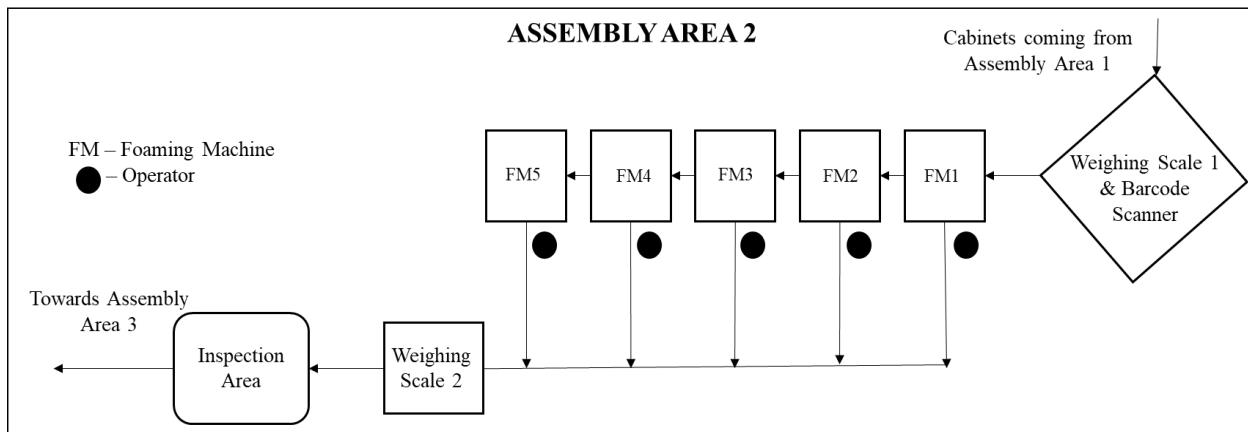 ASSEMBLY AREA 2
Cabinets coming from
Assembly Area 1
FM – Foaming Machine
– Operator
FM5
FM4
FM3
FM2
FM1
Weighing Scale 1
& Barcode
Scanner
Towards Assembly
Area 3
Inspection
Area
Weighing
Scale 2